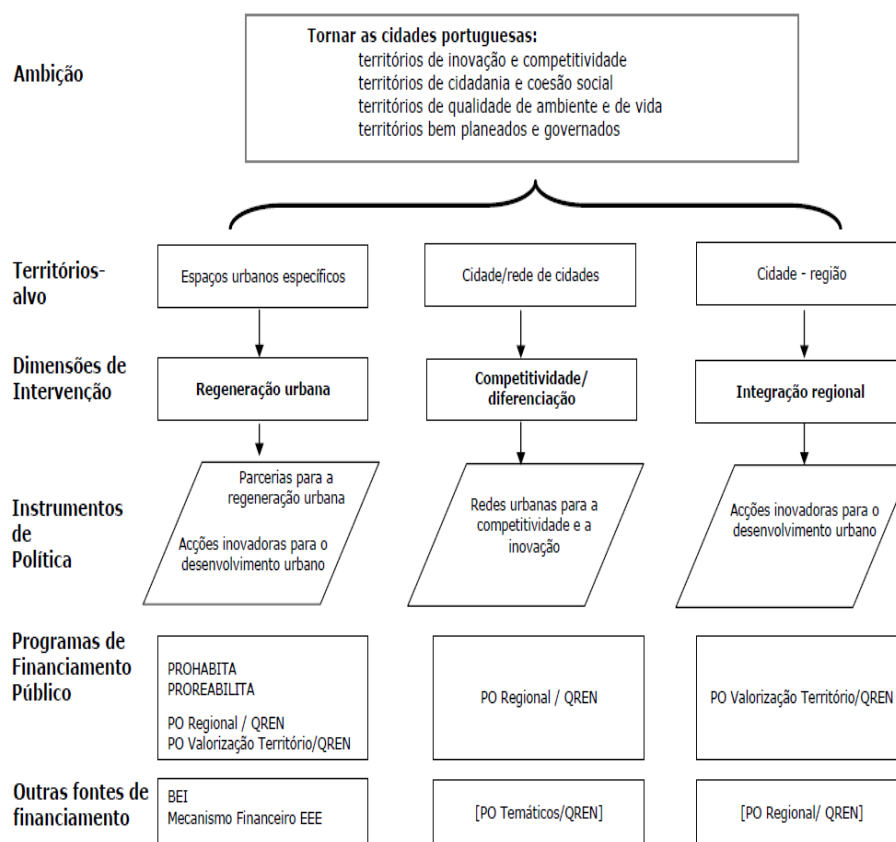 Ambição
Tornar as cidades portuguesas:
territórios de inovação e competitividade
territórios de cidadania e coesão social
territórios de qualidade de ambiente e de vida
territórios bem planeados e governados
Territórios-
alvo
Espaços urbanos específicos
Cidade/rede de cidades
Cidade - região
Dimensões de
Intervenção
Regeneração urbana
Competitividade/
diferenciação
Integração regional
Instrumentos
de
Política
Parcerias para a
regeneração urbana
Acções inovadoras para o
desenvolvimento urbano
Redes urbanas para a
competitividade e a
inovação
Acções inovadoras para o
desenvolvimento urbano
Programas de
Financiamento
Público
PROHABITA
PROREABILITA
PO Regional / QREN
PO Valorização Território/QREN
PO Regional / QREN
PO Valorização Território/QREN
Outras fontes de
financiamento
BEI
Mecanismo Financeiro EEE
[PO Temáticos/QREN]
[PO Regional/ QREN]